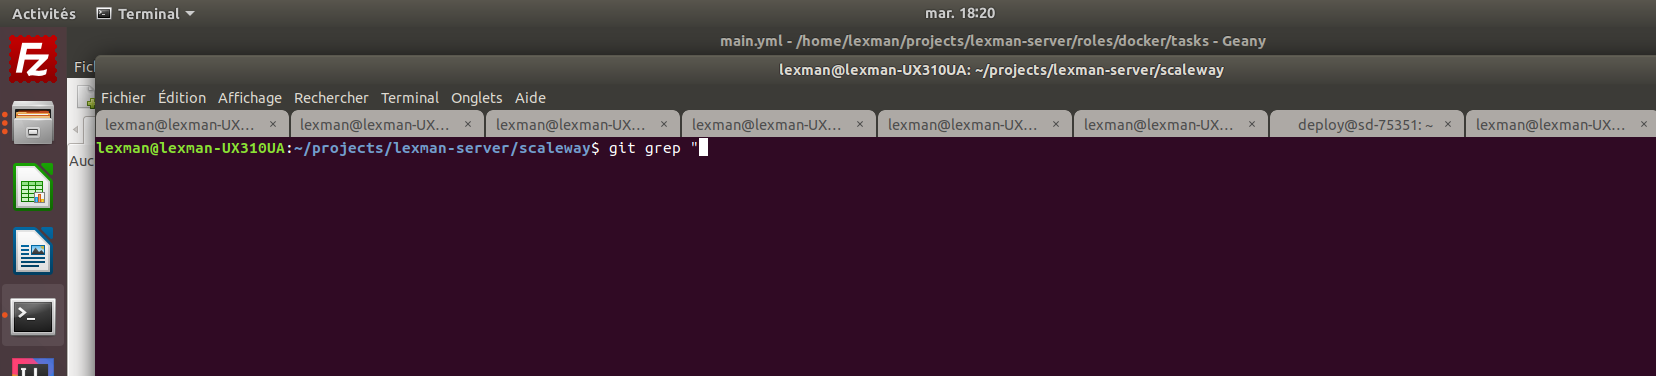 Activités Terminal mar. 18:20
main.yml - /home/lexman/projects/lexman-server/roles/docker/tasks - Geany
Fich
lexman@lexman-UX310UA: ~/projects/lexman-server/scaleway
Fichier Édition Affichage Rechercher Terminal Onglets Aide
lexman@lexman-UX... × lexman@lexman-UX... × lexman@lexman-UX... × lexman@lexman-UX... × lexman@lexman-UX... × lexman@lexman-UX... × deploy@sd-75351: ~ × lexman@lexman-UX... ×
Auc
lexman@lexman-UX310UA:~/projects/lexman-server/scaleway$ git grep "